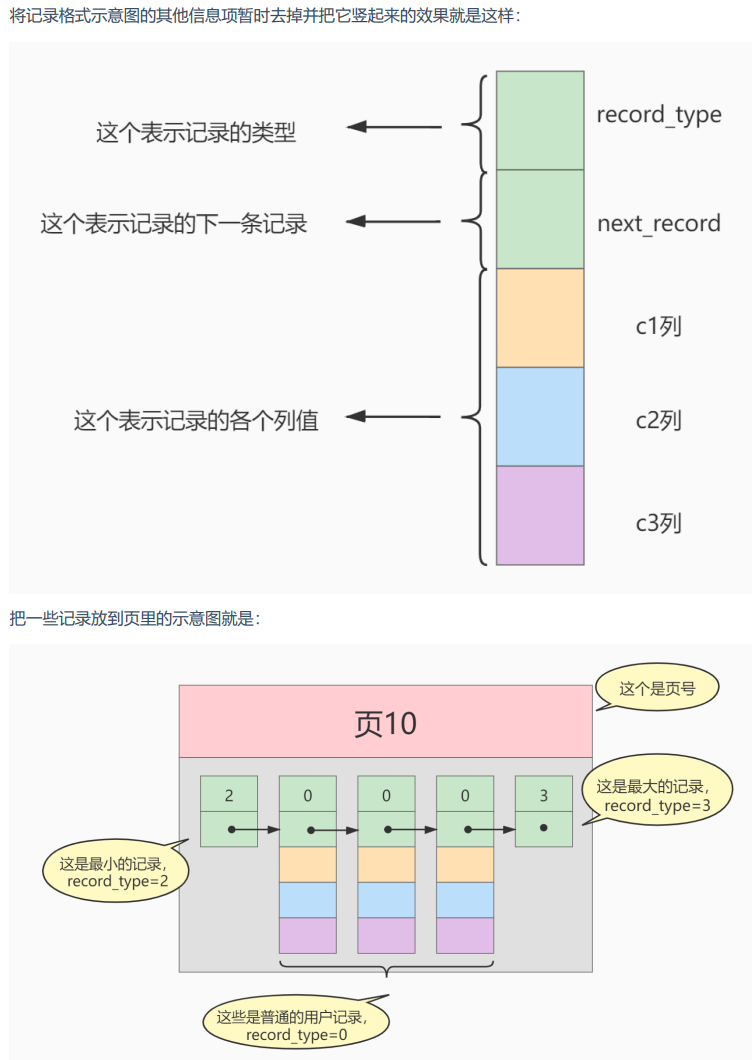 将记录格式示意图的其他信息项暂时去掉并把它竖起来的效果就是这样：
这个表示记录的类型
record_type
这个表示记录的下一条记录
next_record
c1列
这个表示记录的各个列值
c2列
c3列
把一些记录放到页里的示意图就是：
这个是页号
页10
这是最大的记录，
record_type=3
2
0
0
0
3
这是最小的记录，
record_type=2
这些是普通的用户记录，
record_type=0